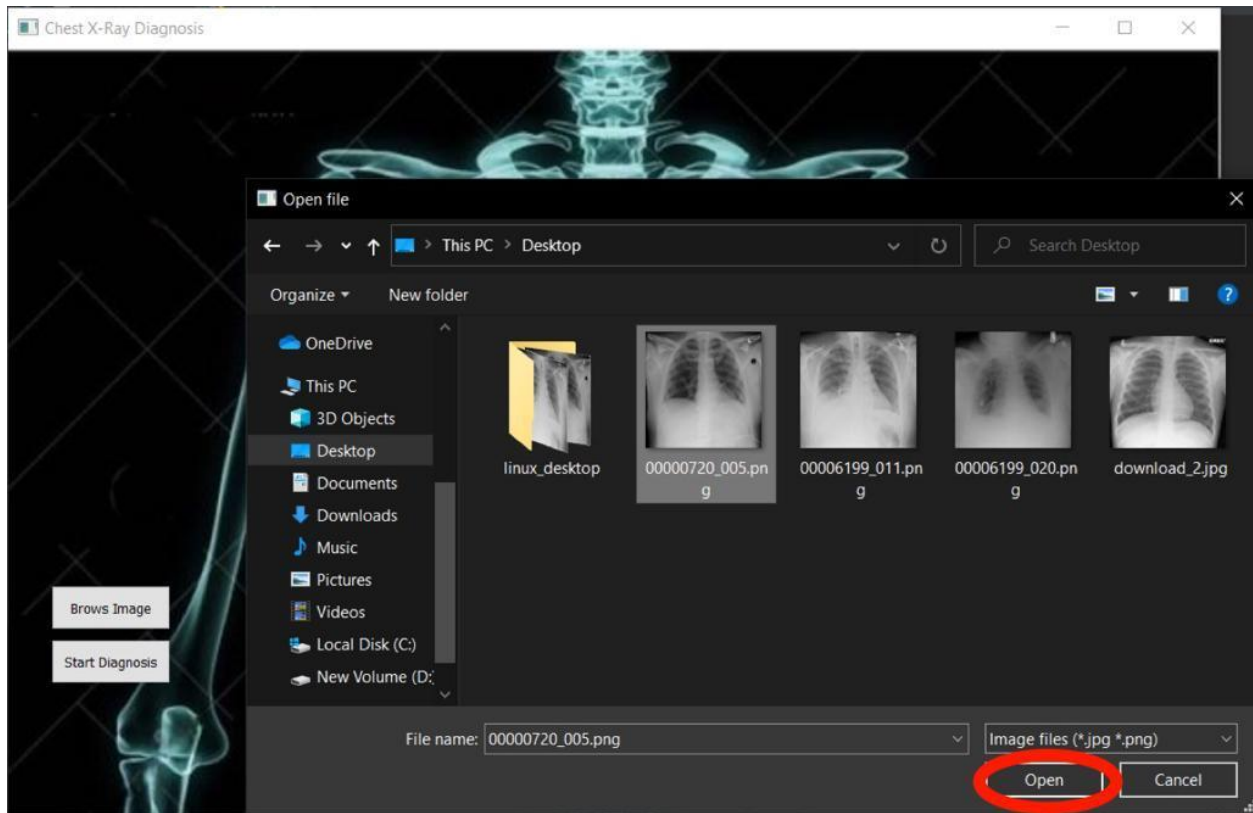 Chest X-Ray Diagnosis
Open file
This PC > Desktop
Search Desktop
Organize
New folder
OneDrive
This PC
3D Objects
Desktop
Documents
Downloads
Music
Pictures
Videos
Local Disk (C:)
New Volume (D:
linux_desktop
00000720_005.pn
g
00006199_011.pn
g
00006199_020.pn
g
download_2.jpg
Brows Image
Start Diagnosis
File name: 00000720_005.png
Image files (*.jpg *.png)
Open
Cancel